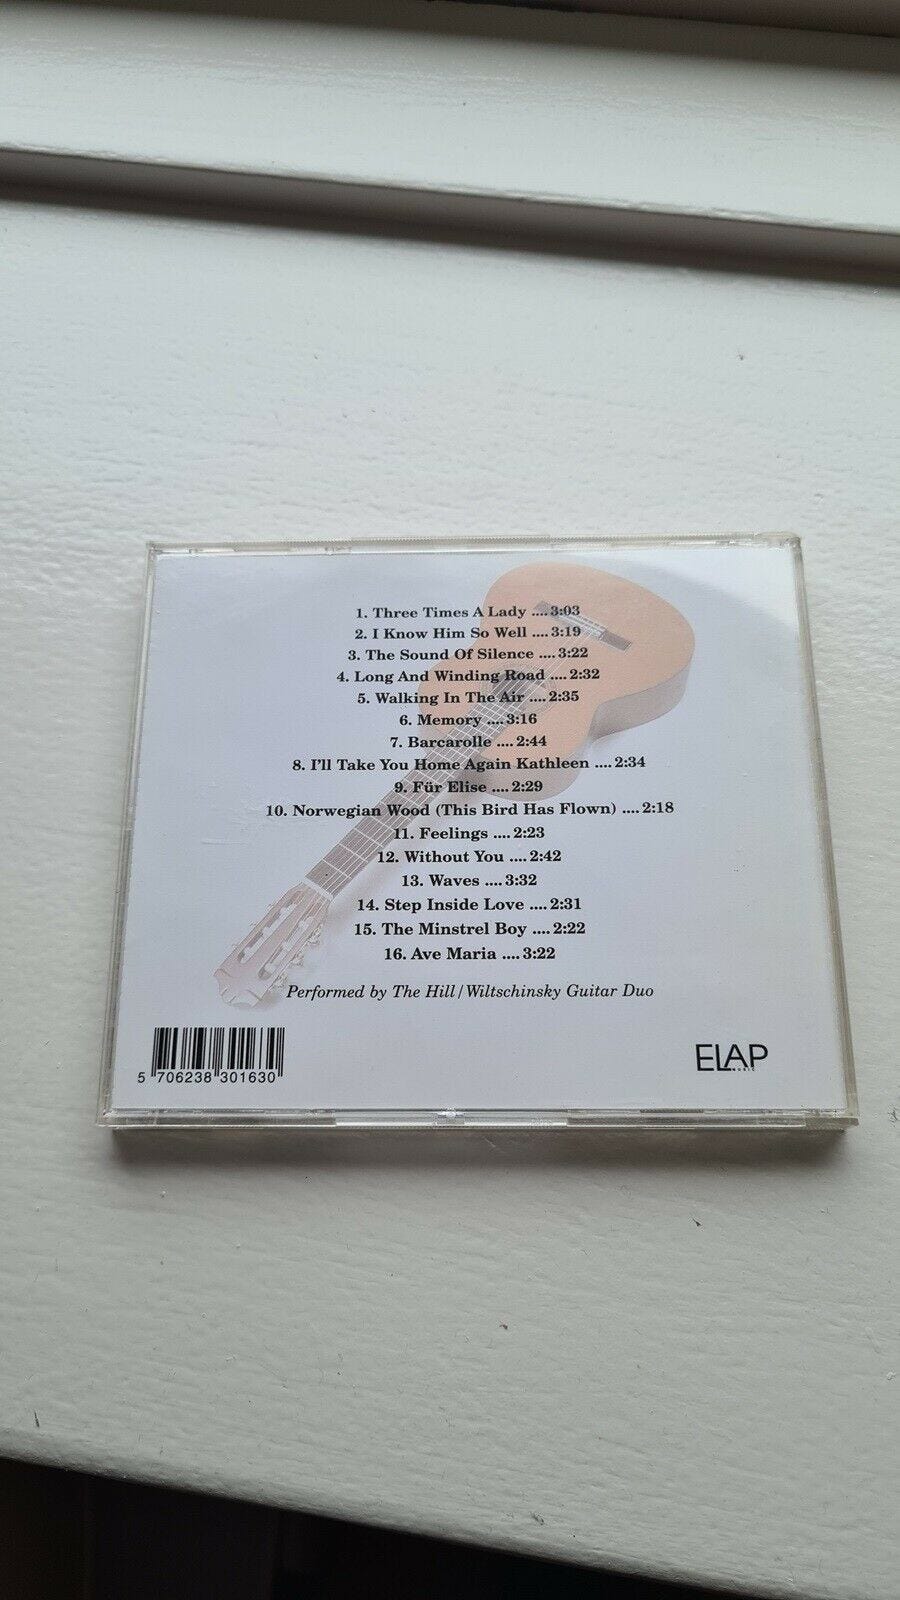 1. Three Times A Lady .... 3:03
2. I Know Him So Well .... 3:19
3. The Sound Of Silence .... 3:22
4. Long And Winding Road .... 2:32
5. Walking In The Air .... 2:35
6. Memory .... 3:16
7. Barcarolle .... 2:44
8. I'll Take You Home Again Kathleen .... 2:34
9. Für Elise .... 2:29
10. Norwegian Wood (This Bird Has Flown) .... 2:18
11. Feelings .... 2:23
12. Without You .... 2:42
13. Waves .... 3:32
14. Step Inside Love .... 2:31
15. The Minstrel Boy .... 2:22
16. Ave Maria .... 3:22
Performed by The Hill/Wiltschinsky Guitar Duo
5 706238 301630
ELAP
MUSIC